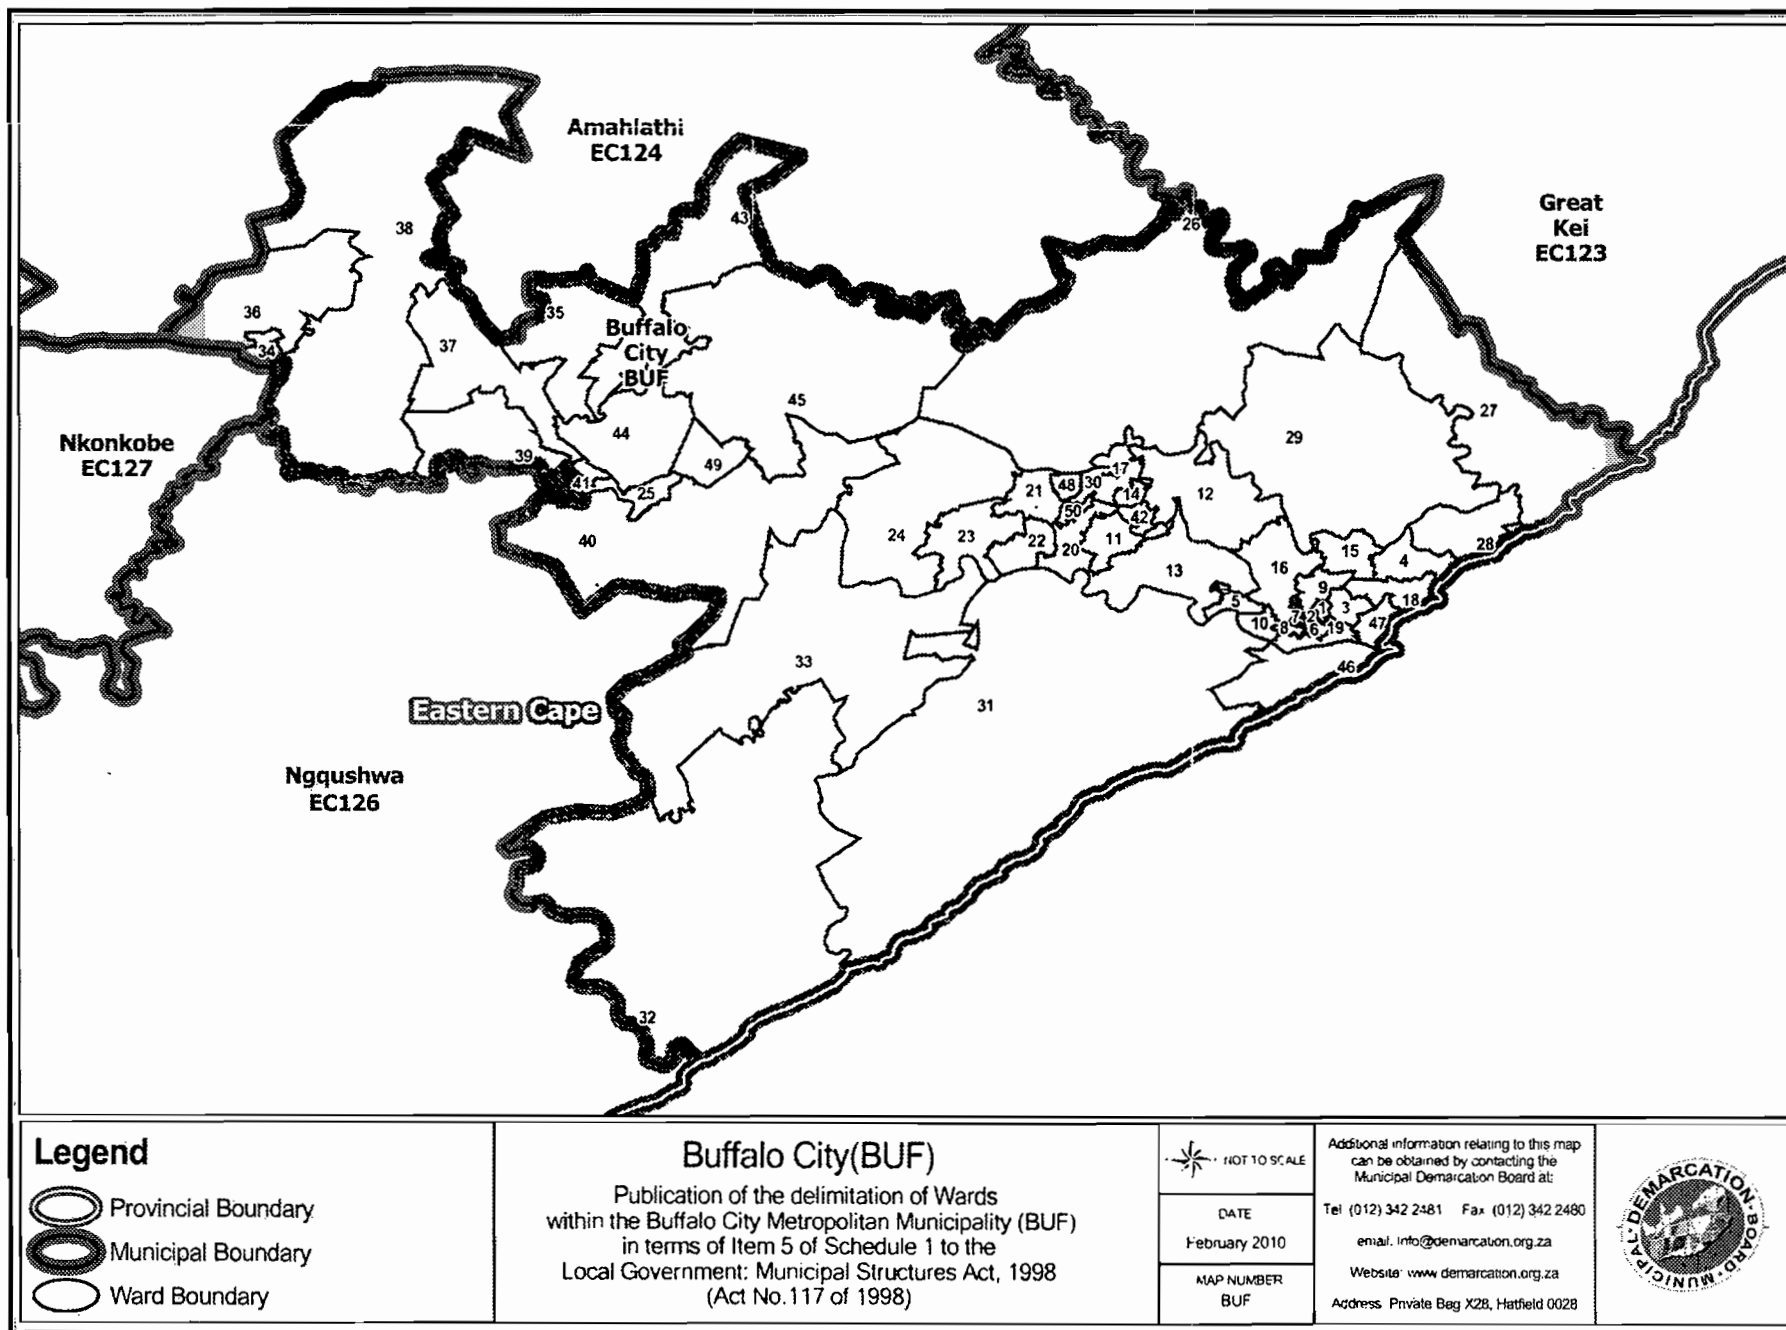 Amahlathi
EC124
Great
Kei
EC123
Nkonkobe
EC127
Ngqushwa
EC126
Eastern Cape
Buffalo
City
BUF
38
43
26
36
34
35
37
45
27
44
29
39
49
41
25
17
48
30
21
14
12
50
42
40
24
23
22
20
11
28
15
4
13
16
9
5
1
3
18
7
2
10
8
6
19
47
33
46
31
32
Legend
Provincial Boundary
Municipal Boundary
Ward Boundary
Buffalo City(BUF)
Publication of the delimitation of Wards
within the Buffalo City Metropolitan Municipality (BUF)
in terms of Item 5 of Schedule 1 to the
Local Government: Municipal Structures Act, 1998
(Act No.117 of 1998)
NOT TO SCALE
DATE
February 2010
MAP NUMBER
BUF
Additional information relating to this map
can be obtained by contacting the
Municipal Demarcation Board at:
Tel (012) 342 2481 Fax (012) 342 2480
email. info@demarcation.org.za
Website: www.demarcation.org.za
Address Private Bag X28, Hatfield 0028
MUNICIPAL·DEMARCATION·BOARD·